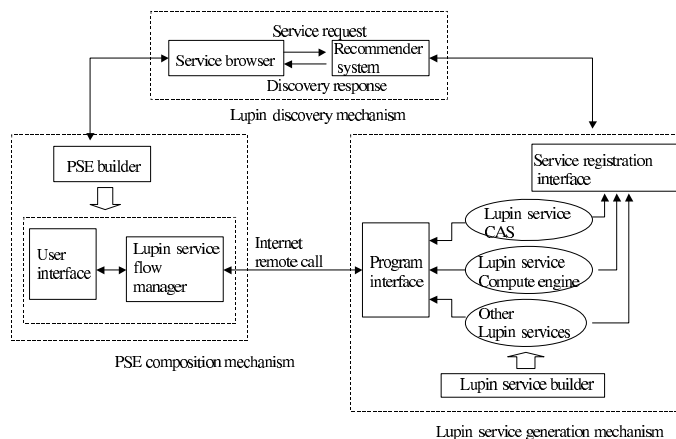 Service request
Service browser
Recommender
system
Discovery response
Lupin discovery mechanism
PSE builder
User
interface
Lupin service
flow
manager
PSE composition mechanism
Internet
remote call
Service registration
interface
Program
interface
Lupin service
CAS
Lupin service
Compute engine
Other
Lupin services
Lupin service builder
Lupin service generation mechanism